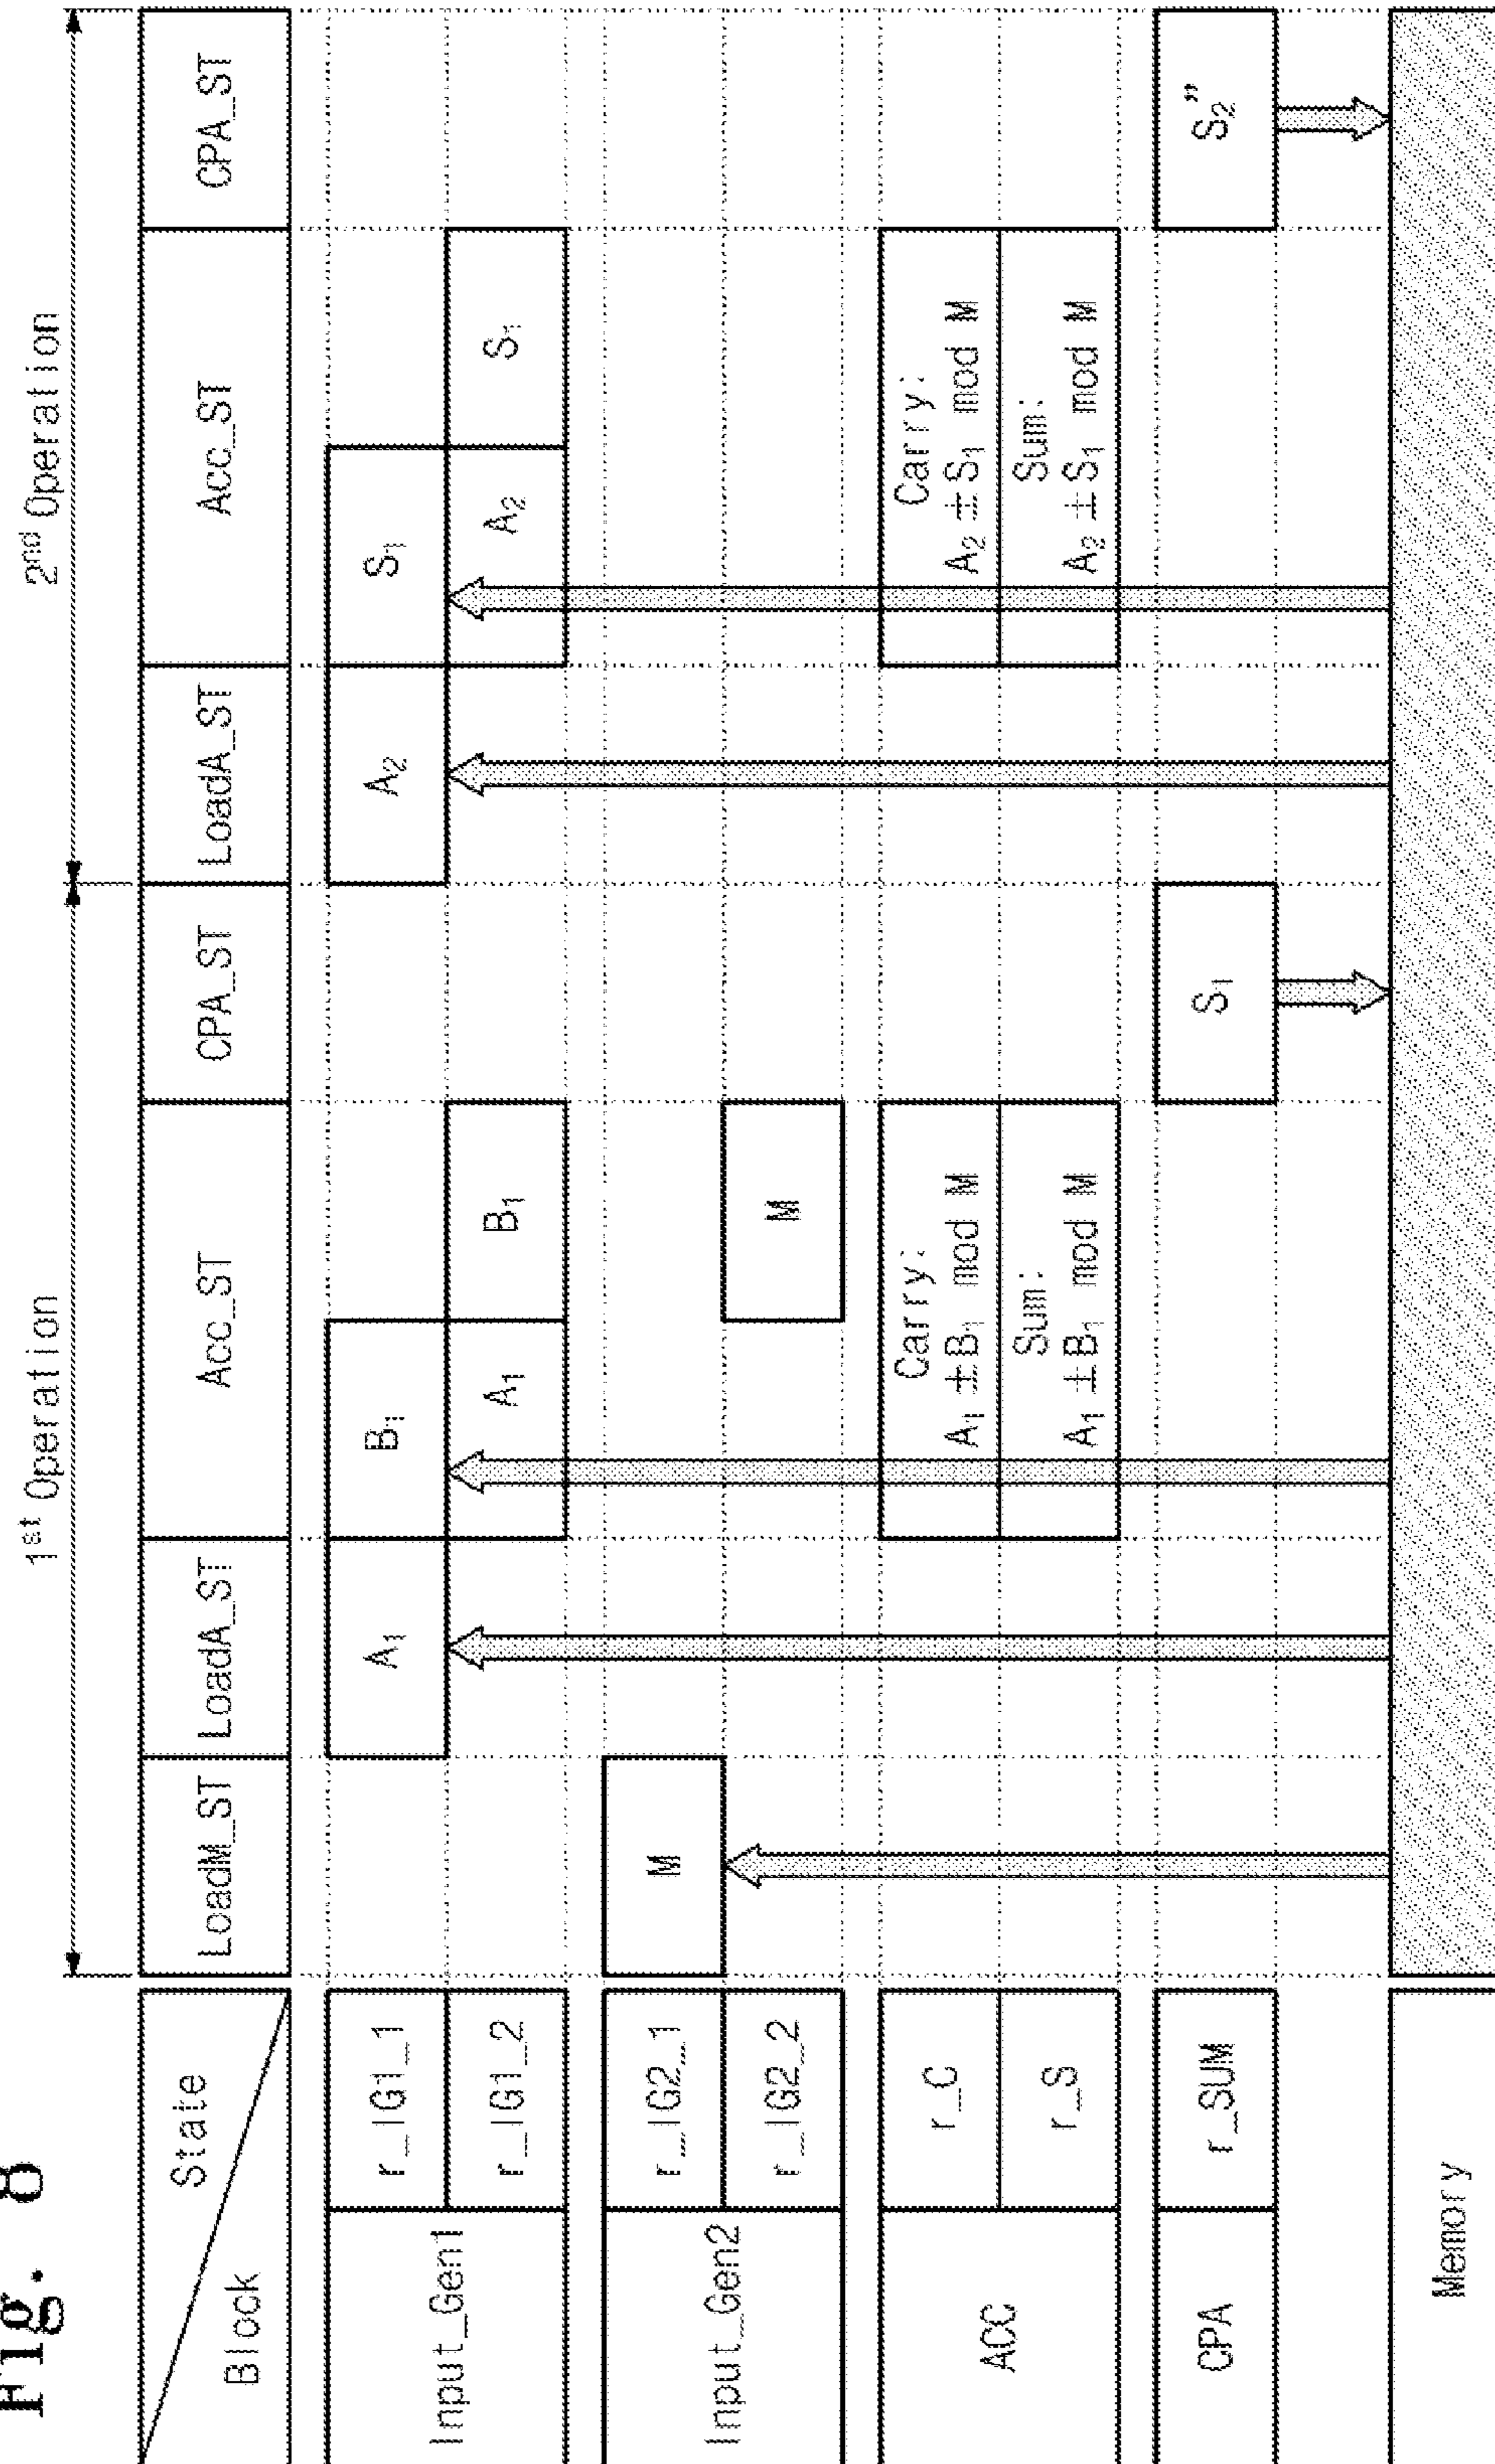 Fig. 8
1st Operation
2nd Operation
State
Block
LoadM_ST
LoadA_ST
Acc_ST
CPA_ST
LoadA_ST
Acc_ST
CPA_ST
Input_Gen1
r_IG1_1
A₁
B₁
A₂
S₁
r_IG1_2
A₁
B₁
A₂
S₁
Input_Gen2
r_IG2_1
M
r_IG2_2
M
ACC
r_C
Carry:
A₁ ±B₁ mod M
Carry:
A₂ ±S₁ mod M
r_S
Sum:
A₁ ±B₁ mod M
Sum:
A₂ ±S₁ mod M
CPA
r_SUM
S₁
S₂”
Memory